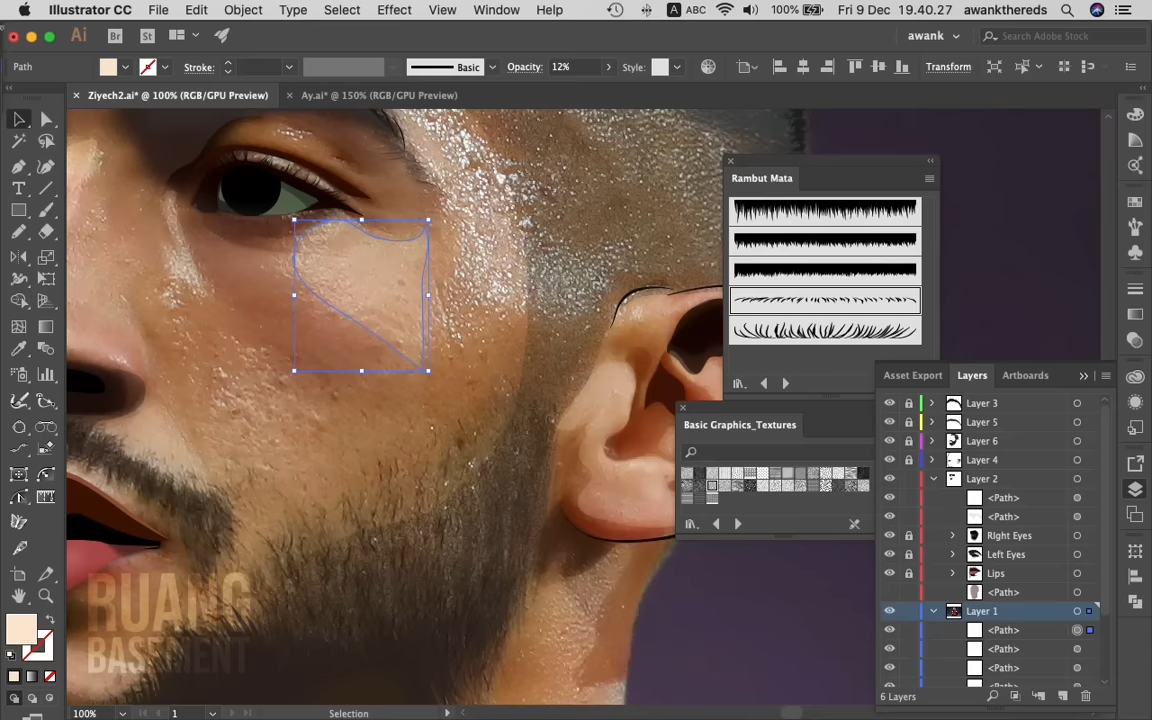 Illustrator CC File Edit Object Type Select Effect View Window Help A ABC 100% Fri 9 Dec 19.40.27 awankthereds
Ai Br St awank Search Adobe Stock
Path Stroke: Basic Opacity: 12% Style: Transform
Ziyech2.ai* @ 100% (RGB/GPU Preview) Ay.ai* @ 150% (RGB/GPU Preview)
Rambut Mata
Asset Export Layers Artboards
Layer 3
Layer 5
Layer 6
Layer 4
Layer 2
<Path>
<Path>
RIght Eyes
Left Eyes
Lips
<Path>
Layer 1
<Path>
<Path>
<Path>
<Path>
6 Layers
Basic Graphics_Textures
RUANG
BASEMENT
100% 1 Selection